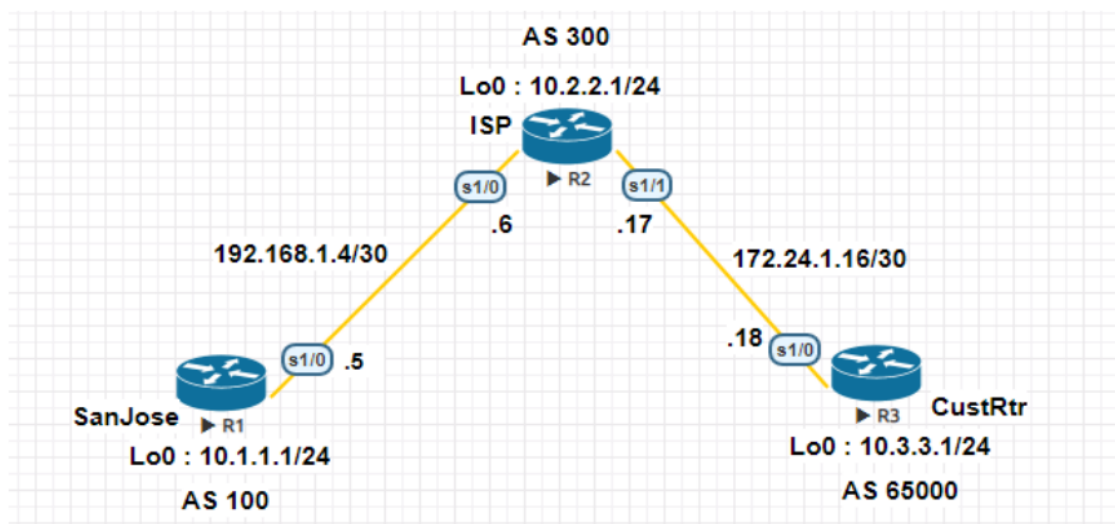 AS 300
Lo0 : 10.2.2.1/24
ISP
R2
s1/0
s1/1
.6
.17
192.168.1.4/30
172.24.1.16/30
.18
s1/0
s1/0
.5
SanJose
R1
CustRtr
R3
Lo0 : 10.1.1.1/24
Lo0 : 10.3.3.1/24
AS 100
AS 65000